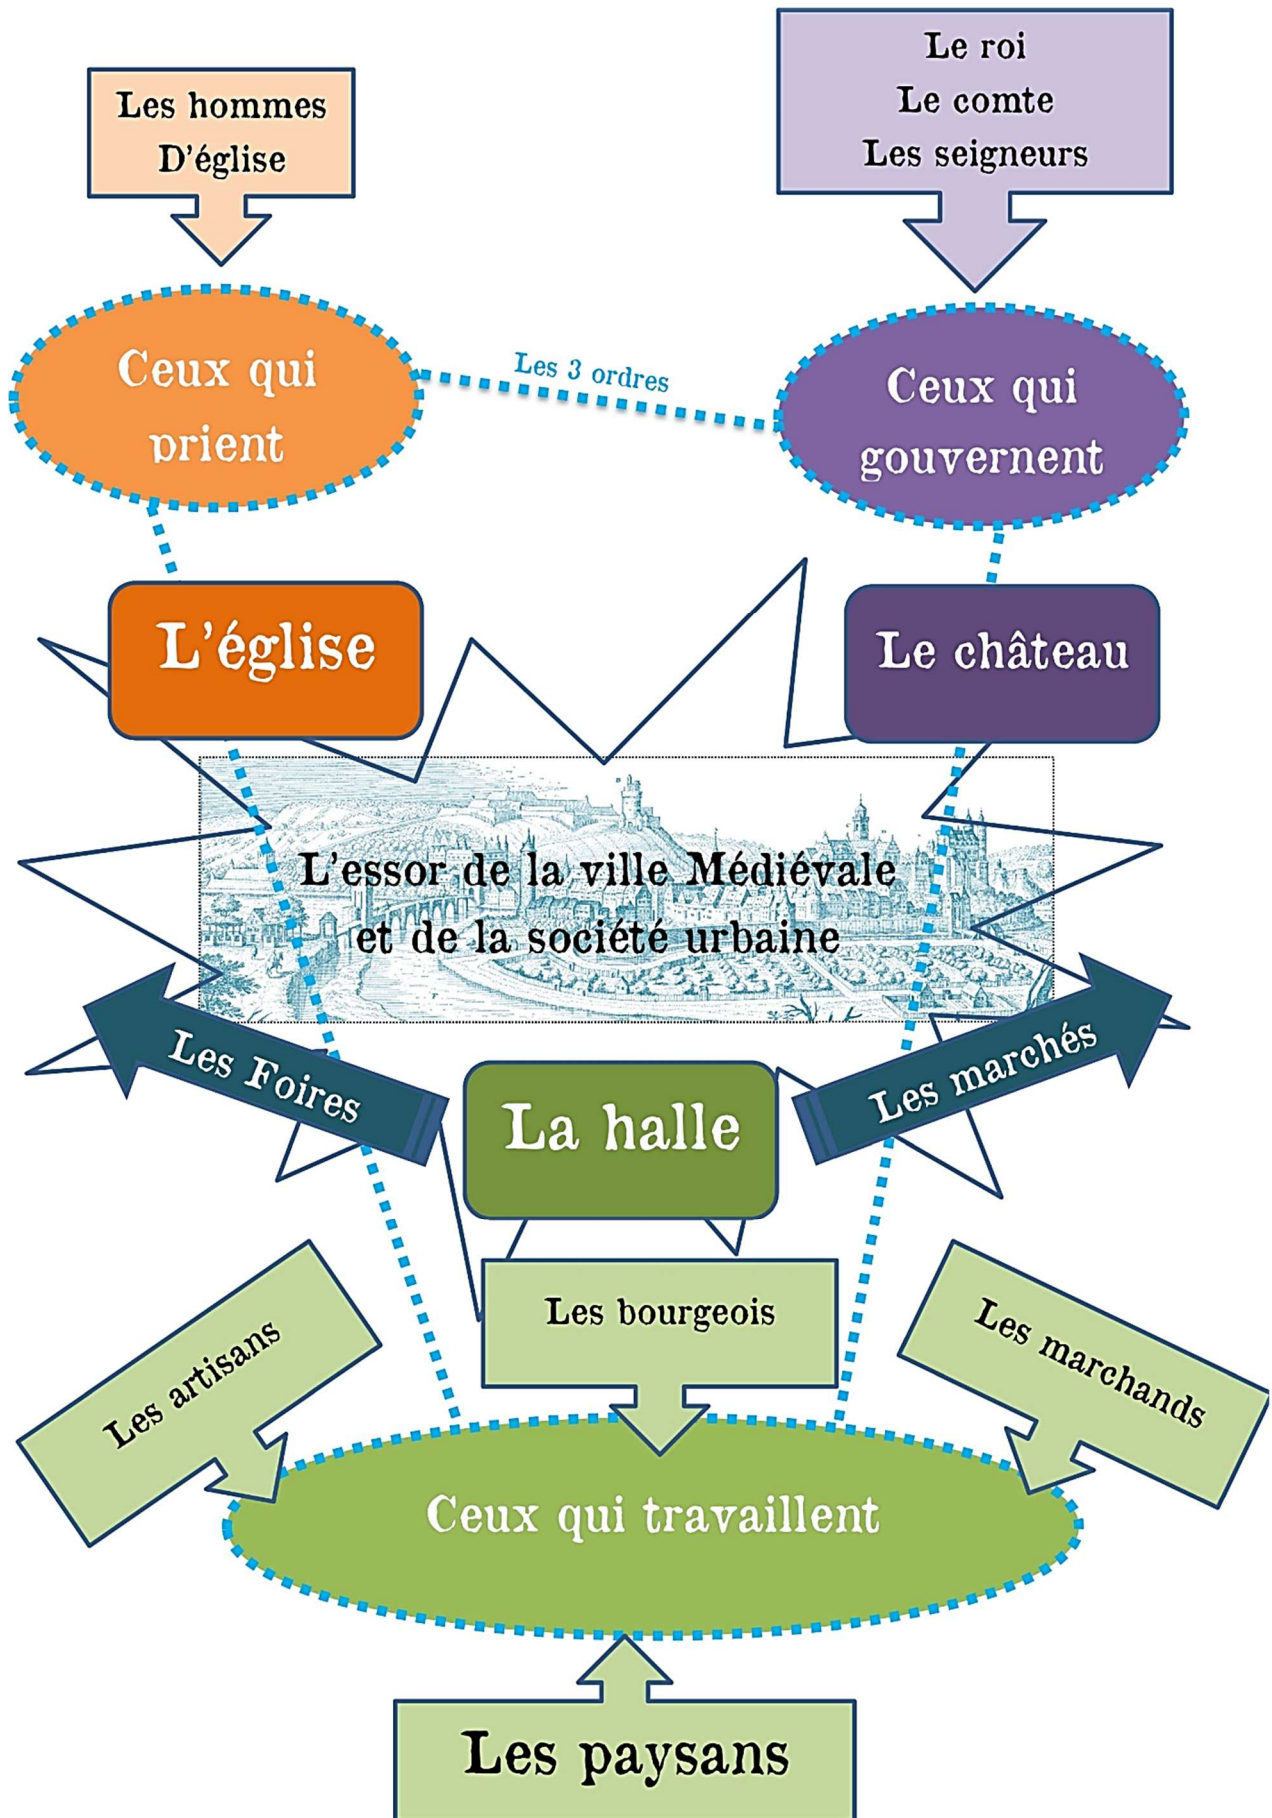 Le roi
Le comte
Les seigneurs
Les hommes
D'église
Ceux qui
prient
Les 3 ordres
Ceux qui
gouvernent
L'église
Le château
L'essor de la ville Médiévale
et de la société urbaine
Les Foires
La halle
Les marchés
Les artisans
Les bourgeois
Les marchands
Ceux qui travaillent
Les paysans